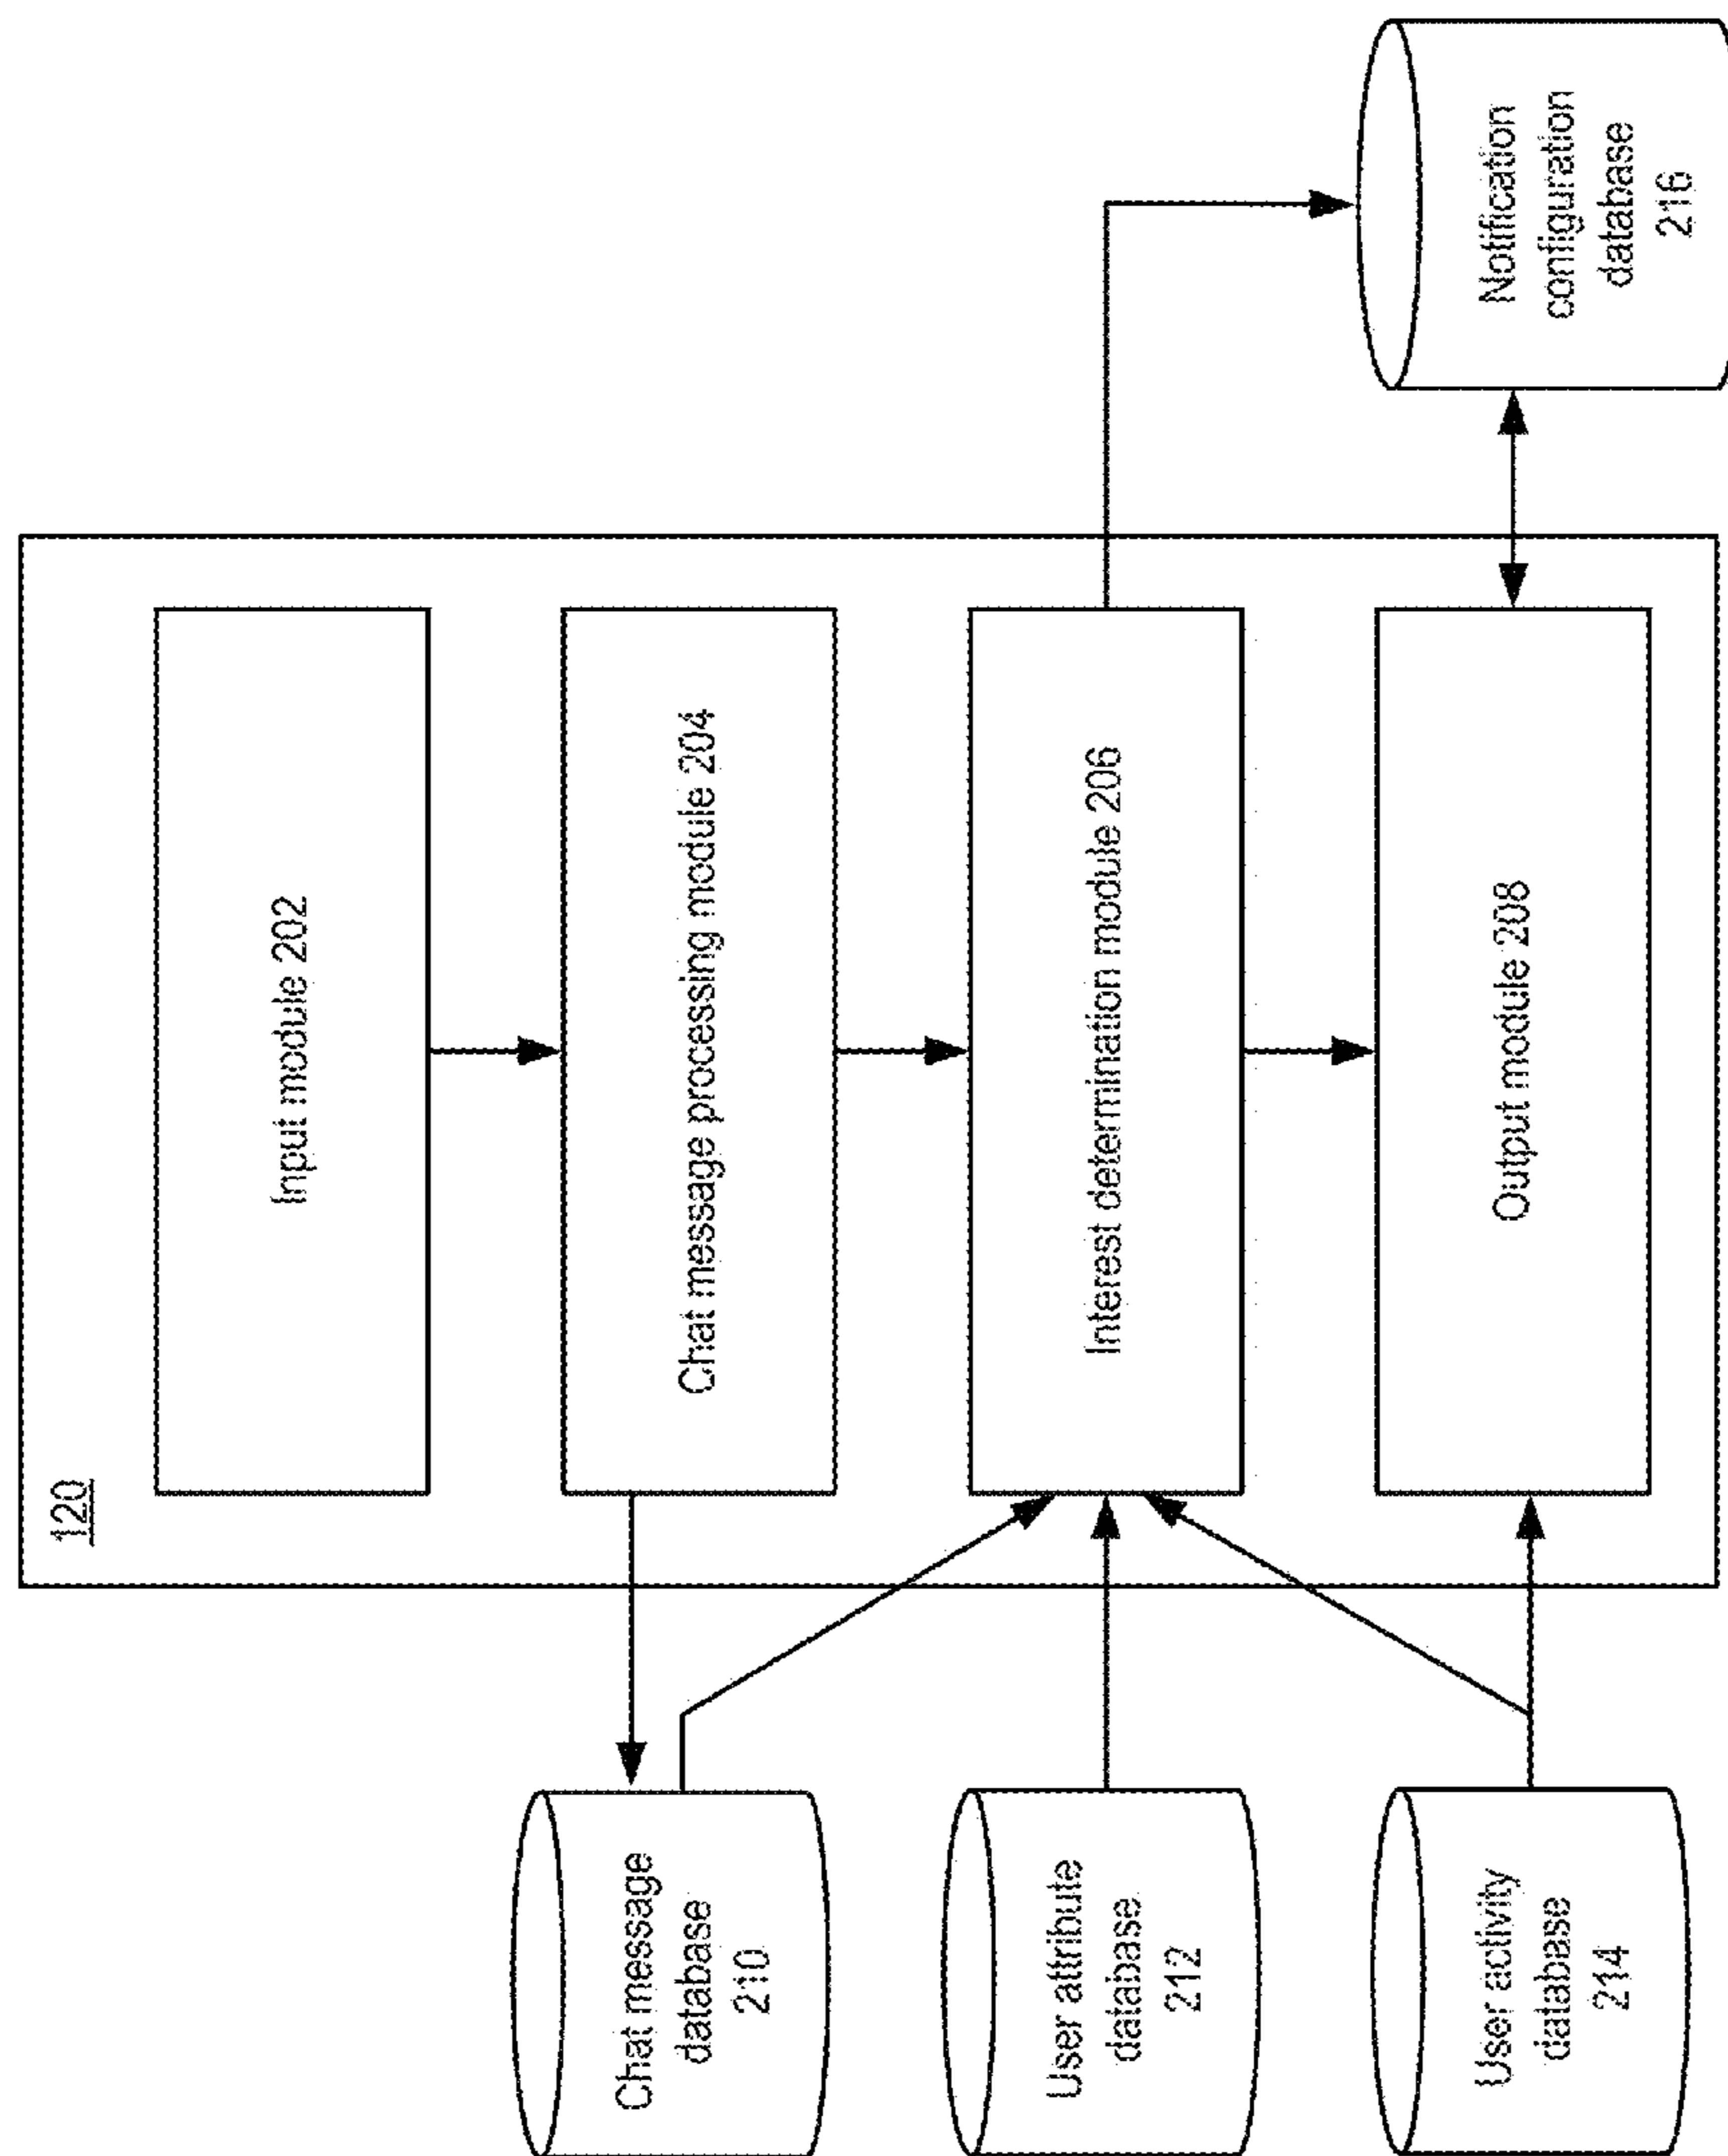 120
Input module 202
Chat message processing module 204
Interest determination module 206
Output module 208
Chat message
database
210
User attribute
database
212
User activity
database
214
Notification
configuration
database
216